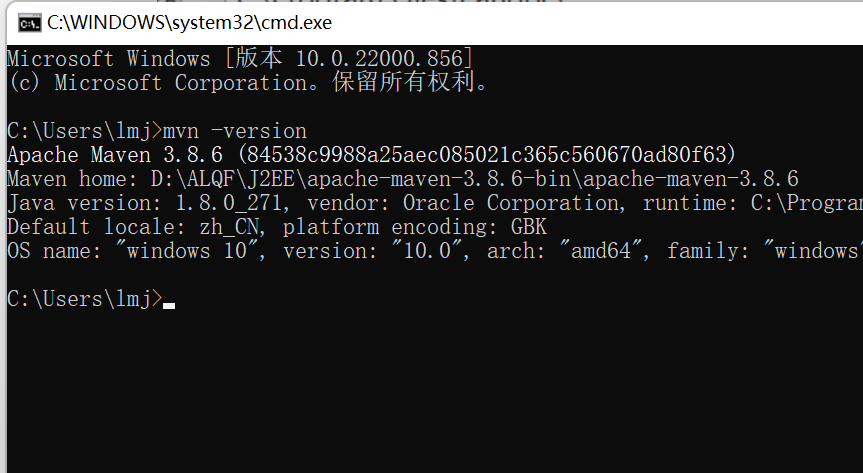 C:\WINDOWS\system32\cmd.exe
Microsoft Windows [版本 10.0.22000.856]
(c) Microsoft Corporation。保留所有权利。
C:\Users\lmj>mvn -version
Apache Maven 3.8.6 (84538c9988a25aec085021c365c560670ad80f63)
Maven home: D:\ALQF\J2EE\apache-maven-3.8.6-bin\apache-maven-3.8.6
Java version: 1.8.0_271, vendor: Oracle Corporation, runtime: C:\Program
Default locale: zh_CN, platform encoding: GBK
OS name: "windows 10", version: "10.0", arch: "amd64", family: "windows"
C:\Users\lmj>